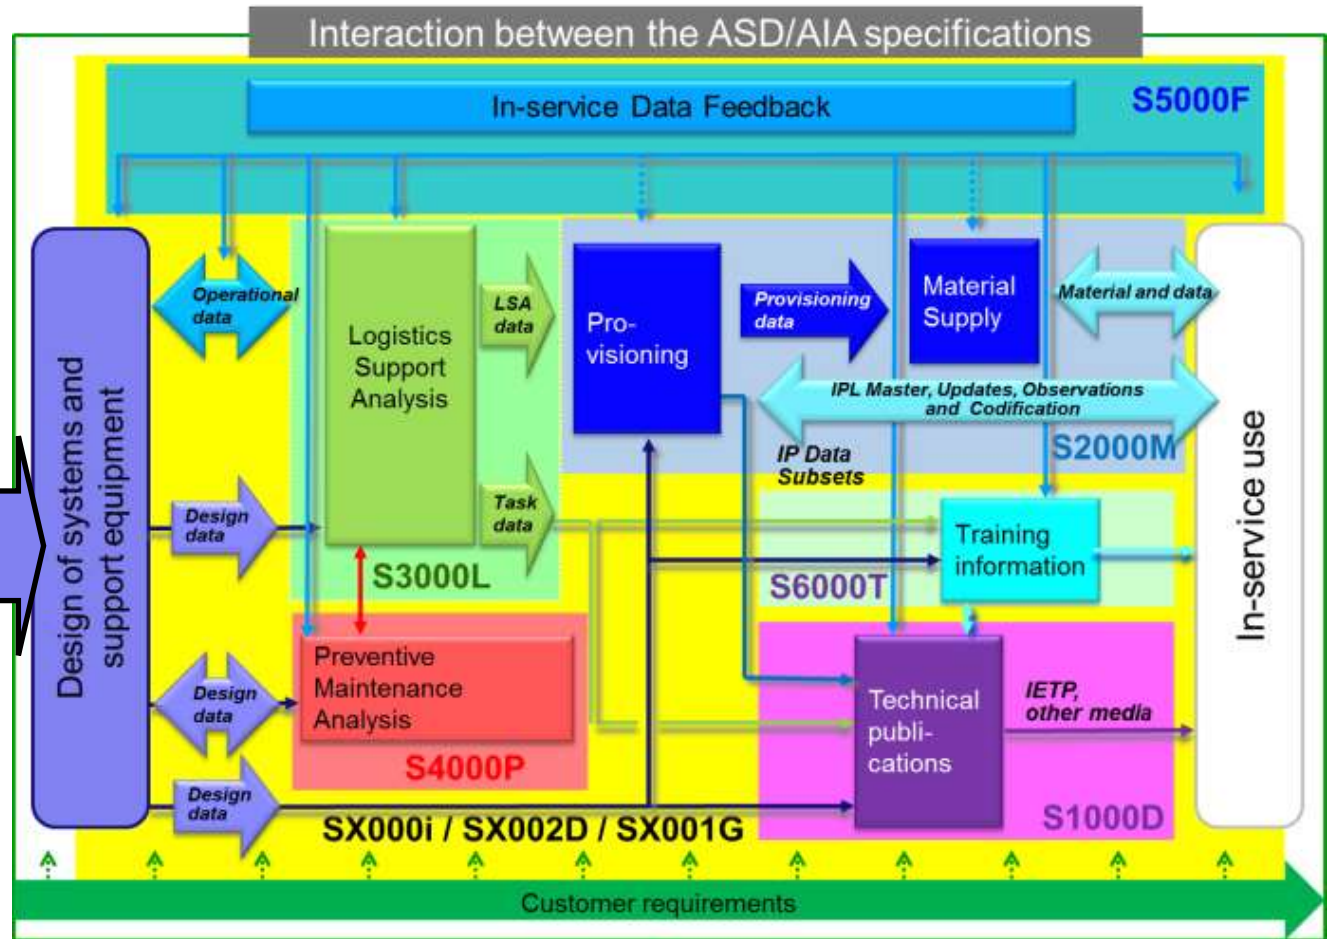 Interaction between the ASD/AIA specifications
In-service Data Feedback
S5000F
Design of systems and
support equipment
Operational
data
Logistics
Support
Analysis
LSA
data
Pro-
visioning
Provisioning
data
Material
Supply
Material and data
IPL Master, Updates, Observations
and Codification
IP Data
Subsets
S2000M
In-service use
Design
data
Task
data
S3000L
Training
information
S6000T
Design
data
Preventive
Maintenance
Analysis
S4000P
Technical
publi-
cations
IETP,
other media
S1000D
Design
data
SX000i / SX002D / SX001G
Customer requirements